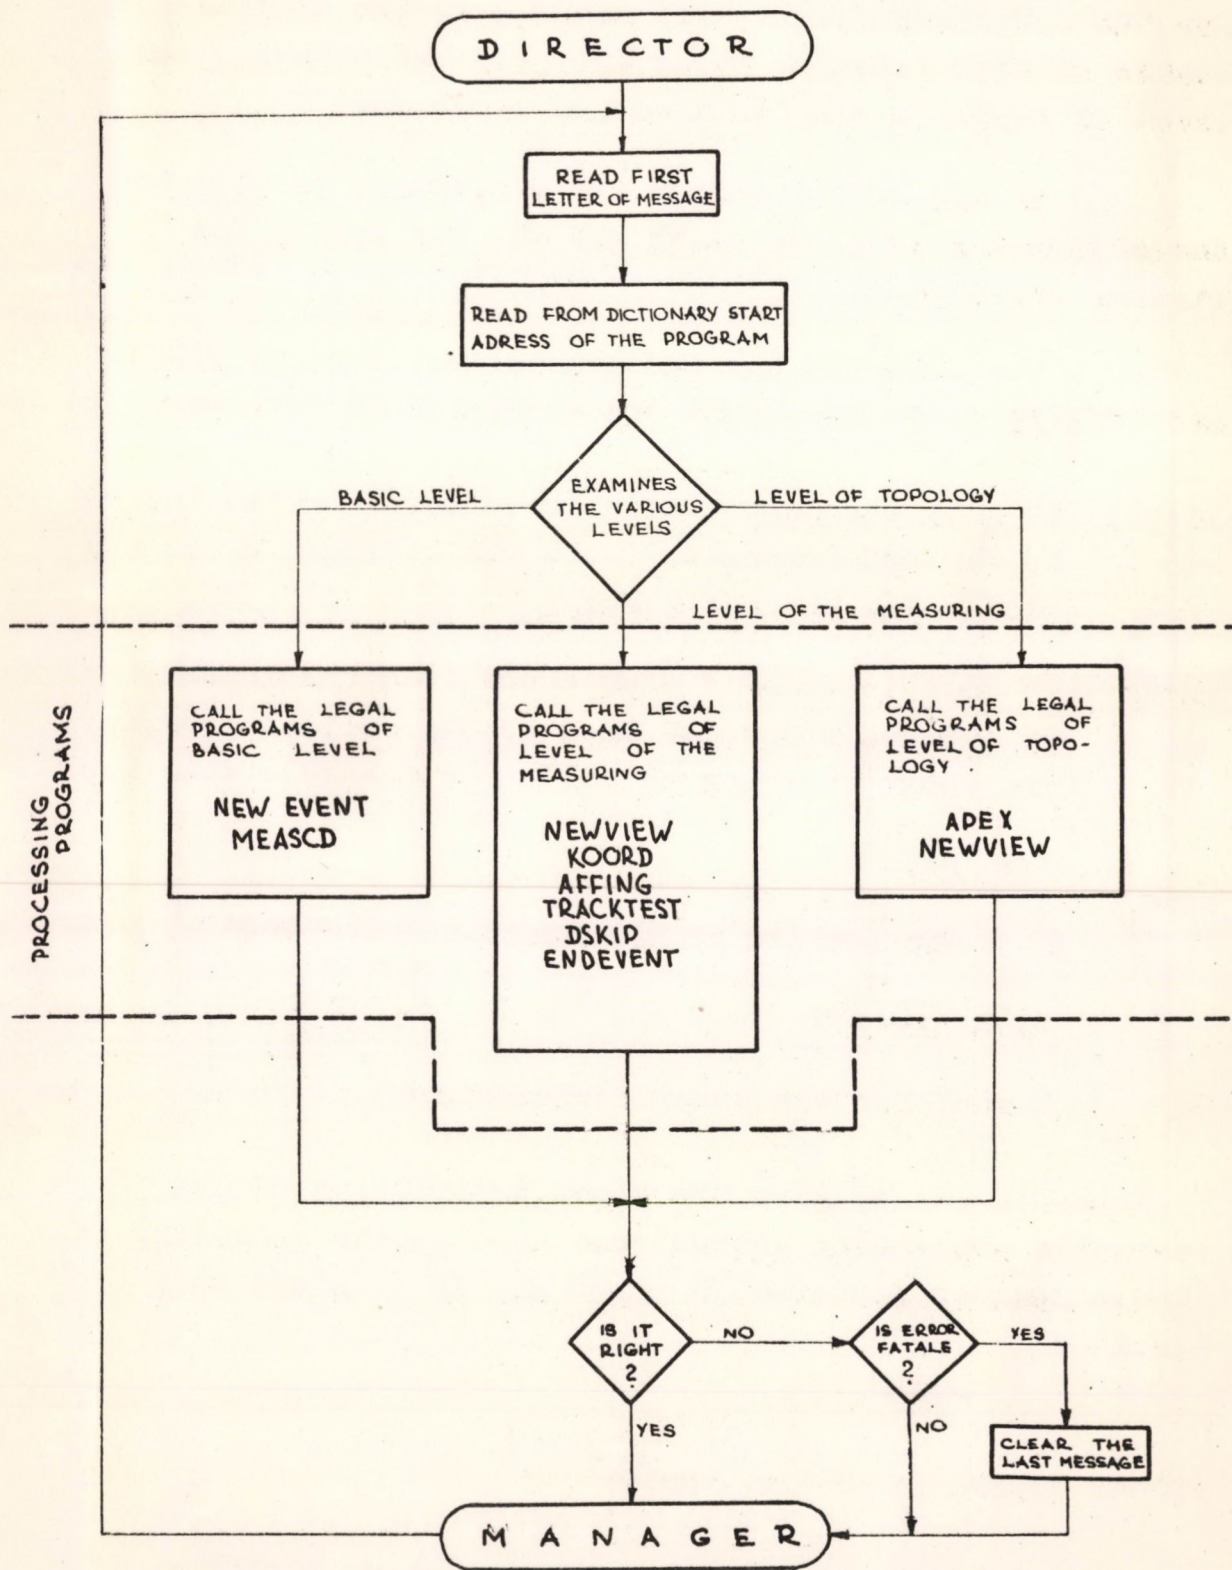 DIRECTOR
READ FIRST
LETTER OF MESSAGE
READ FROM DICTIONARY START
ADRESS OF THE PROGRAM
EXAMINES
THE VARIOUS
LEVELS
BASIC LEVEL
LEVEL OF TOPOLOGY
LEVEL OF THE MEASURING
PROCESSING
PROGRAMS
CALL THE LEGAL
PROGRAMS OF
BASIC LEVEL
NEW EVENT
MEASCD
CALL THE LEGAL
PROGRAMS OF
LEVEL OF THE
MEASURING
NEWVIEW
KOORD
AFFING
TRACKTEST
DSKIP
ENDEVENT
CALL THE LEGAL
PROGRAMS OF
LEVEL OF TOPO-
LOGY
APEX
NEWVIEW
IS IT
RIGHT
?
NO
YES
IS ERROR
FATALE
?
YES
NO
CLEAR THE
LAST MESSAGE
MANAGER